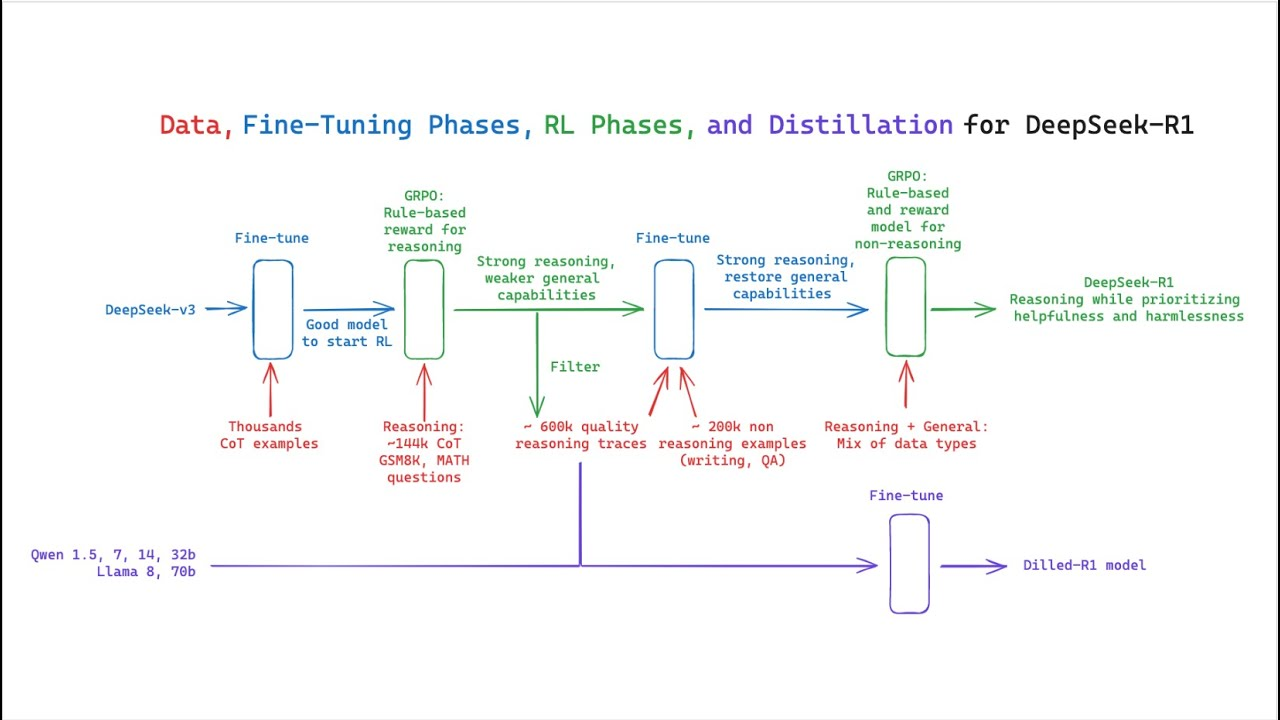 Data, Fine-Tuning Phases, RL Phases, and Distillation for DeepSeek-R1
GRPO:
Rule-based
reward for
reasoning
GRPO:
Rule-based
and reward
model for
non-reasoning
Fine-tune
Fine-tune
Strong reasoning,
weaker general
capabilities
Strong reasoning,
restore general
capabilities
DeepSeek-v3
Good model
to start RL
DeepSeek-R1
Reasoning while prioritizing
helpfulness and harmlessness
Filter
Thousands
CoT examples
Reasoning:
~144k CoT
GSM8K, MATH
questions
~ 600k quality
reasoning traces
~ 200k non
reasoning examples
(writing, QA)
Reasoning + General:
Mix of data types
Fine-tune
Qwen 1.5, 7, 14, 32b
Llama 8, 70b
Dilled-R1 model